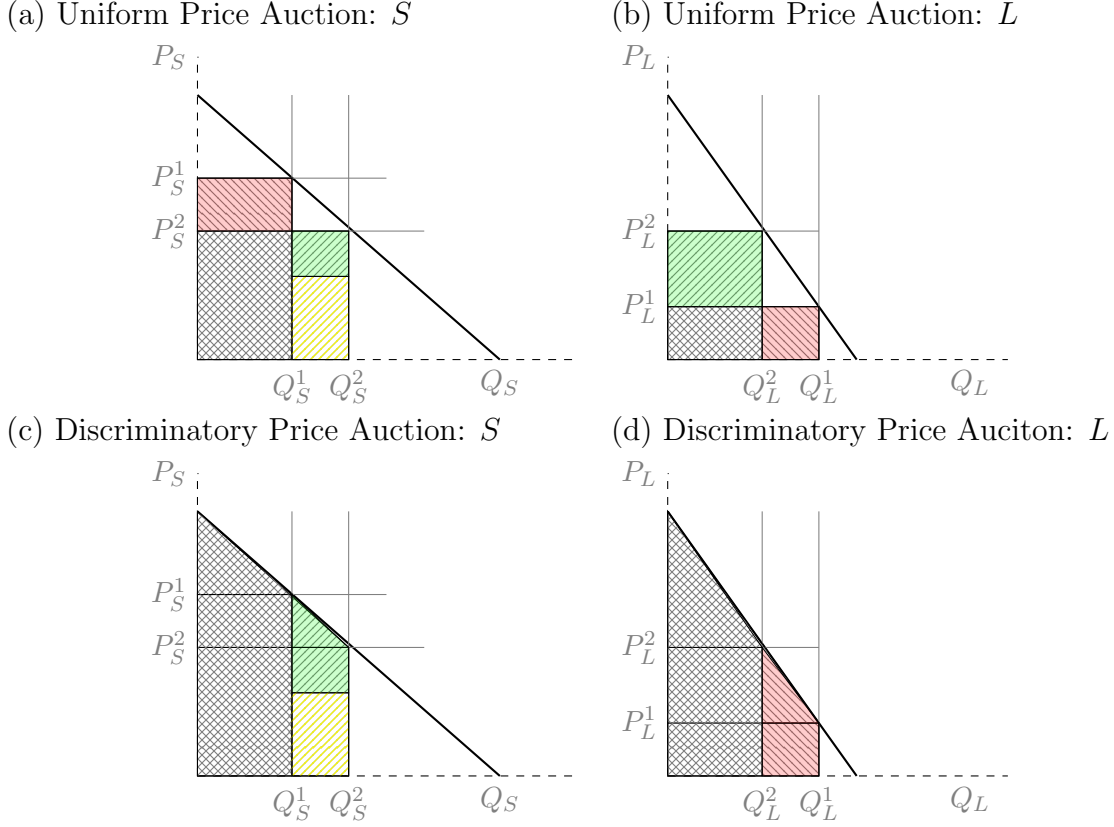 (a) Uniform Price Auction: S
(b) Uniform Price Auction: L
P_S
P_S^1
P_S^2
Q_S^1
Q_S^2
Q_S
P_L
P_L^2
P_L^1
Q_L^2
Q_L^1
Q_L
(c) Discriminatory Price Auction: S
(d) Discriminatory Price Auciton: L
P_S
P_S^1
P_S^2
Q_S^1
Q_S^2
Q_S
P_L
P_L^2
P_L^1
Q_L^2
Q_L^1
Q_L